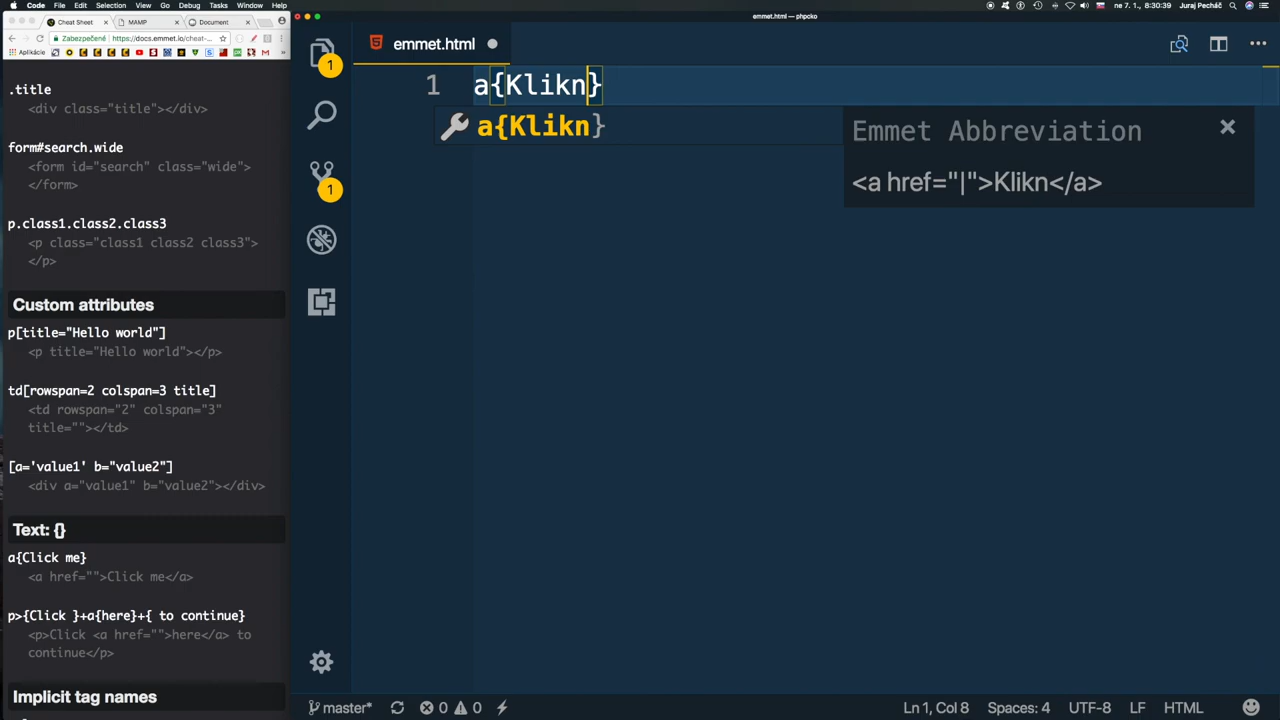 Code File Edit Selection View Go Debug Tasks Window Help
8:30:39
emmet.html — phpcko
Cheat Sheet
MAMP
Document
Zabezpečené https://docs.emmet.io/cheat-
Aplikácie
.title
<div class="title"></div>
form#search.wide
<form id="search" class="wide">
</form>
p.class1.class2.class3
<p class="class1 class2 class3">
</p>
Custom attributes
p[title="Hello world"]
<p title="Hello world"></p>
td[rowspan=2 colspan=3 title]
<td rowspan="2" colspan="3"
title=""></td>
[a='value1' b="value2"]
<div a="value1" b="value2"></div>
Text: {}
a{Click me}
<a href="">Click me</a>
p>{Click }+a{here}+{ to continue}
<p>Click <a href="">here</a> to
continue</p>
Implicit tag names
1
1
emmet.html
1 a{Klikn}
a{Klikn}
Emmet Abbreviation
<a href="|">Klikn</a>
master* 0 0 Ln 1, Col 8 Spaces: 4 UTF-8 LF HTML